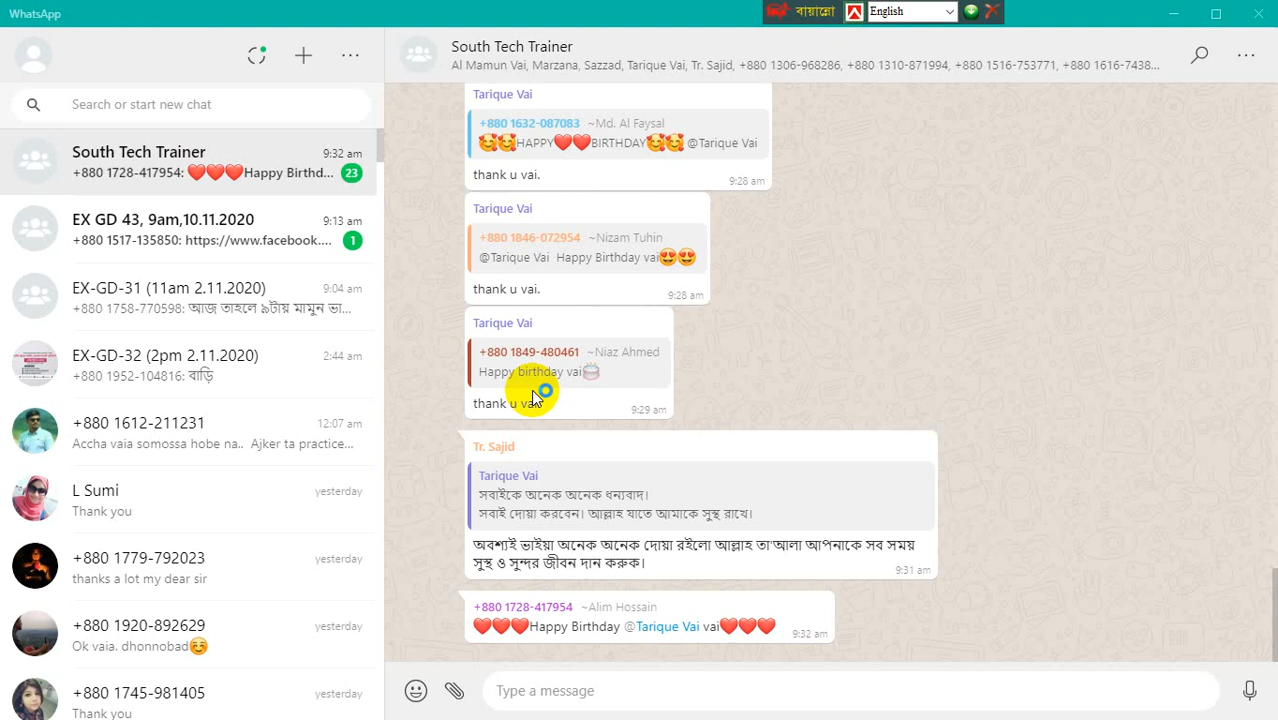 WhatsApp
বায়ান্নো
English
Search or start new chat
South Tech Trainer
9:32 am
+880 1728-417954: ❤️❤️❤️Happy Birthd...
23
EX GD 43, 9am,10.11.2020
9:13 am
+880 1517-135850: https://www.facebook....
1
EX-GD-31 (11am 2.11.2020)
9:04 am
+880 1758-770598: আজ তাহলে ৯টায় মামুন ভা...
EX-GD-32 (2pm 2.11.2020)
2:44 am
+880 1952-104816: বাড়ি
+880 1612-211231
12:07 am
Accha vaia somossa hobe na.. Ajker ta practice...
L Sumi
yesterday
Thank you
+880 1779-792023
yesterday
thanks a lot my dear sir
+880 1920-892629
yesterday
Ok vaia. dhonnobad☺️
+880 1745-981405
yesterday
Thank you
South Tech Trainer
Al Mamun Vai, Marzana, Sazzad, Tarique Vai, Tr. Sajid, +880 1306-968286, +880 1310-871994, +880 1516-753771, +880 1616-7438...
Tarique Vai
+880 1632-087083 ~Md. Al Faysal
🥰🥰HAPPY❤️❤️BIRTHDAY🥰🥰 @Tarique Vai
thank u vai.
9:28 am
Tarique Vai
+880 1846-072954 ~Nizam Tuhin
@Tarique Vai Happy Birthday vai😍😍
thank u vai.
9:28 am
Tarique Vai
+880 1849-480461 ~Niaz Ahmed
Happy birthday vai🎂
thank u vai.
9:29 am
Tr. Sajid
Tarique Vai
সবাইকে অনেক অনেক ধন্যবাদ।
সবাই দোয়া করবেন। আল্লাহ যাতে আমাকে সুস্থ রাখে।
অবশ্যই ভাইয়া অনেক অনেক দোয়া রইলো আল্লাহ তা'আলা আপনাকে সব সময়
সুস্থ ও সুন্দর জীবন দান করুক।
9:31 am
+880 1728-417954 ~Alim Hossain
❤️❤️❤️Happy Birthday @Tarique Vai vai❤️❤️❤️
9:32 am
Type a message